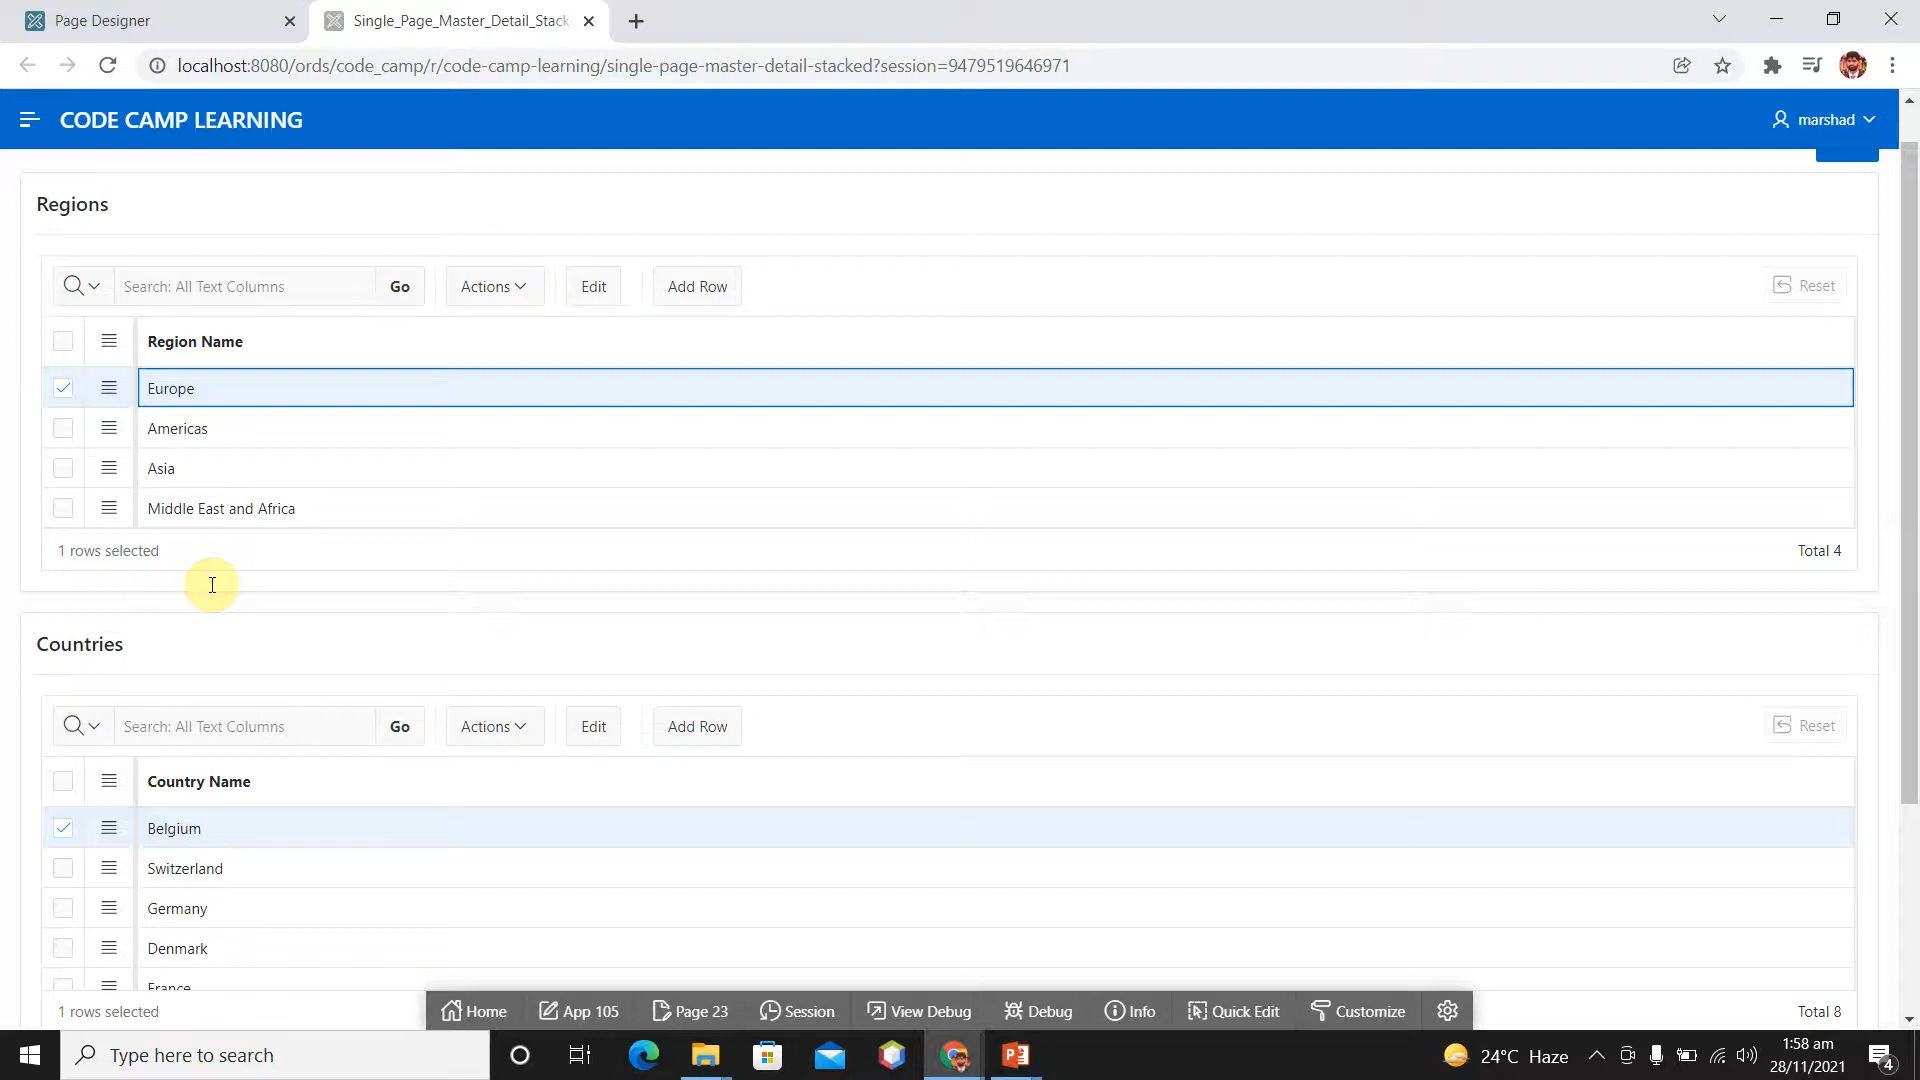 Page Designer
Single_Page_Master_Detail_Stack
localhost:8080/ords/code_camp/r/code-camp-learning/single-page-master-detail-stacked?session=9479519646971
CODE CAMP LEARNING
marshad
Regions
Search: All Text Columns Go Actions Edit Add Row Reset
Region Name
Europe
Americas
Asia
Middle East and Africa
1 rows selected Total 4
Countries
Search: All Text Columns Go Actions Edit Add Row Reset
Country Name
Belgium
Switzerland
Germany
Denmark
France
1 rows selected Total 8
Home App 105 Page 23 Session View Debug Debug Info Quick Edit Customize
Type here to search
24°C Haze
1:58 am
28/11/2021
4